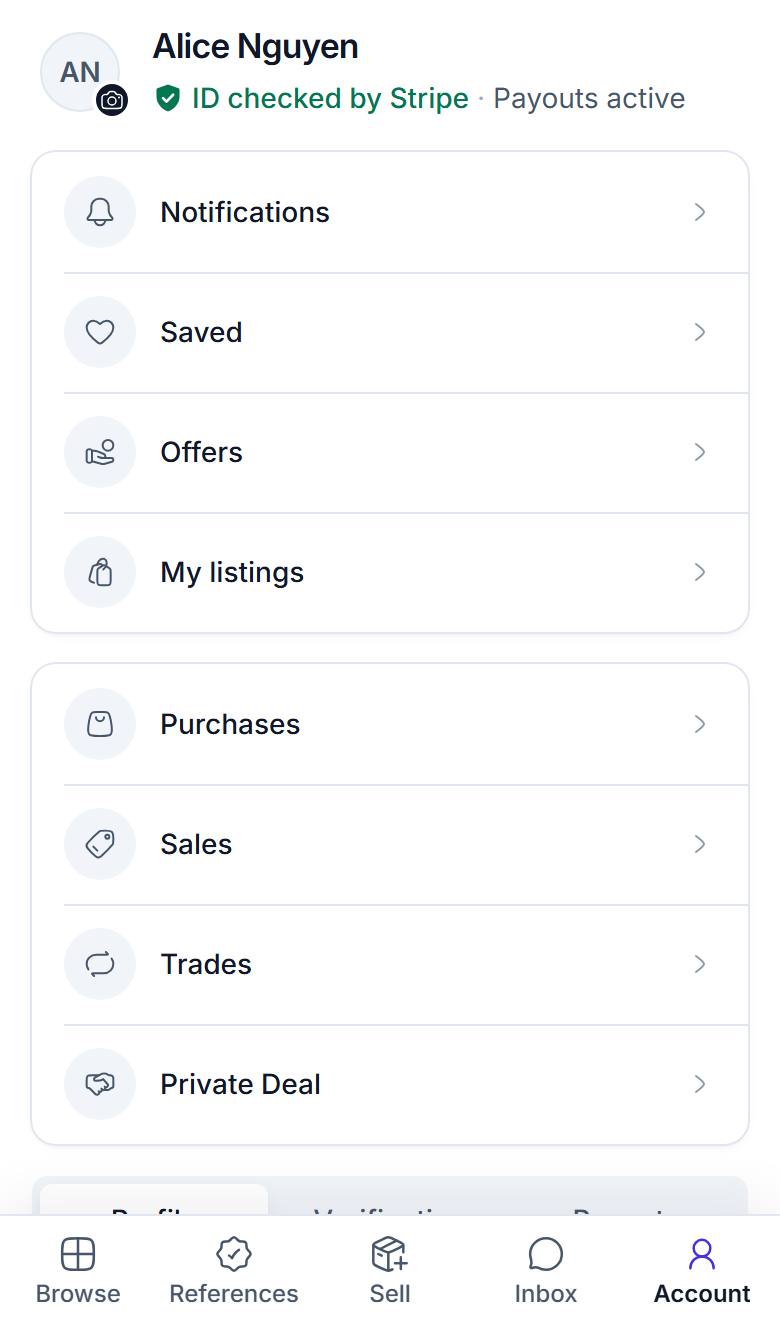 AN
Alice Nguyen
ID checked by Stripe · Payouts active
Notifications
Saved
Offers
My listings
Purchases
Sales
Trades
Private Deal
Browse
References
Sell
Inbox
Account